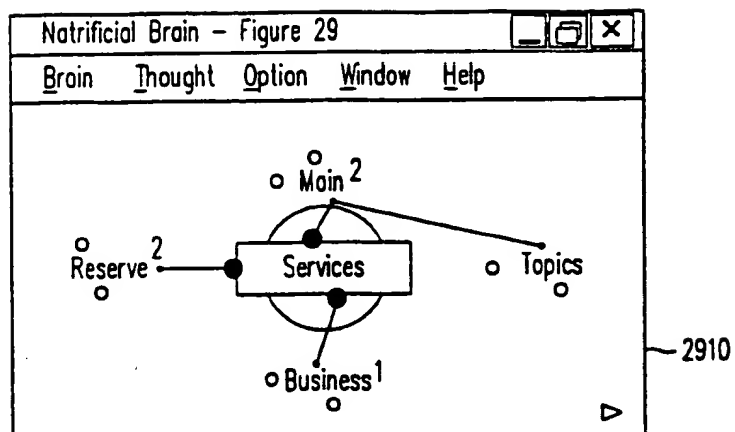 Natrificial Brain – Figure 29
Brain Thought Option Window Help
Main 2
Reserve 2
Services
Topics
2910
Business 1